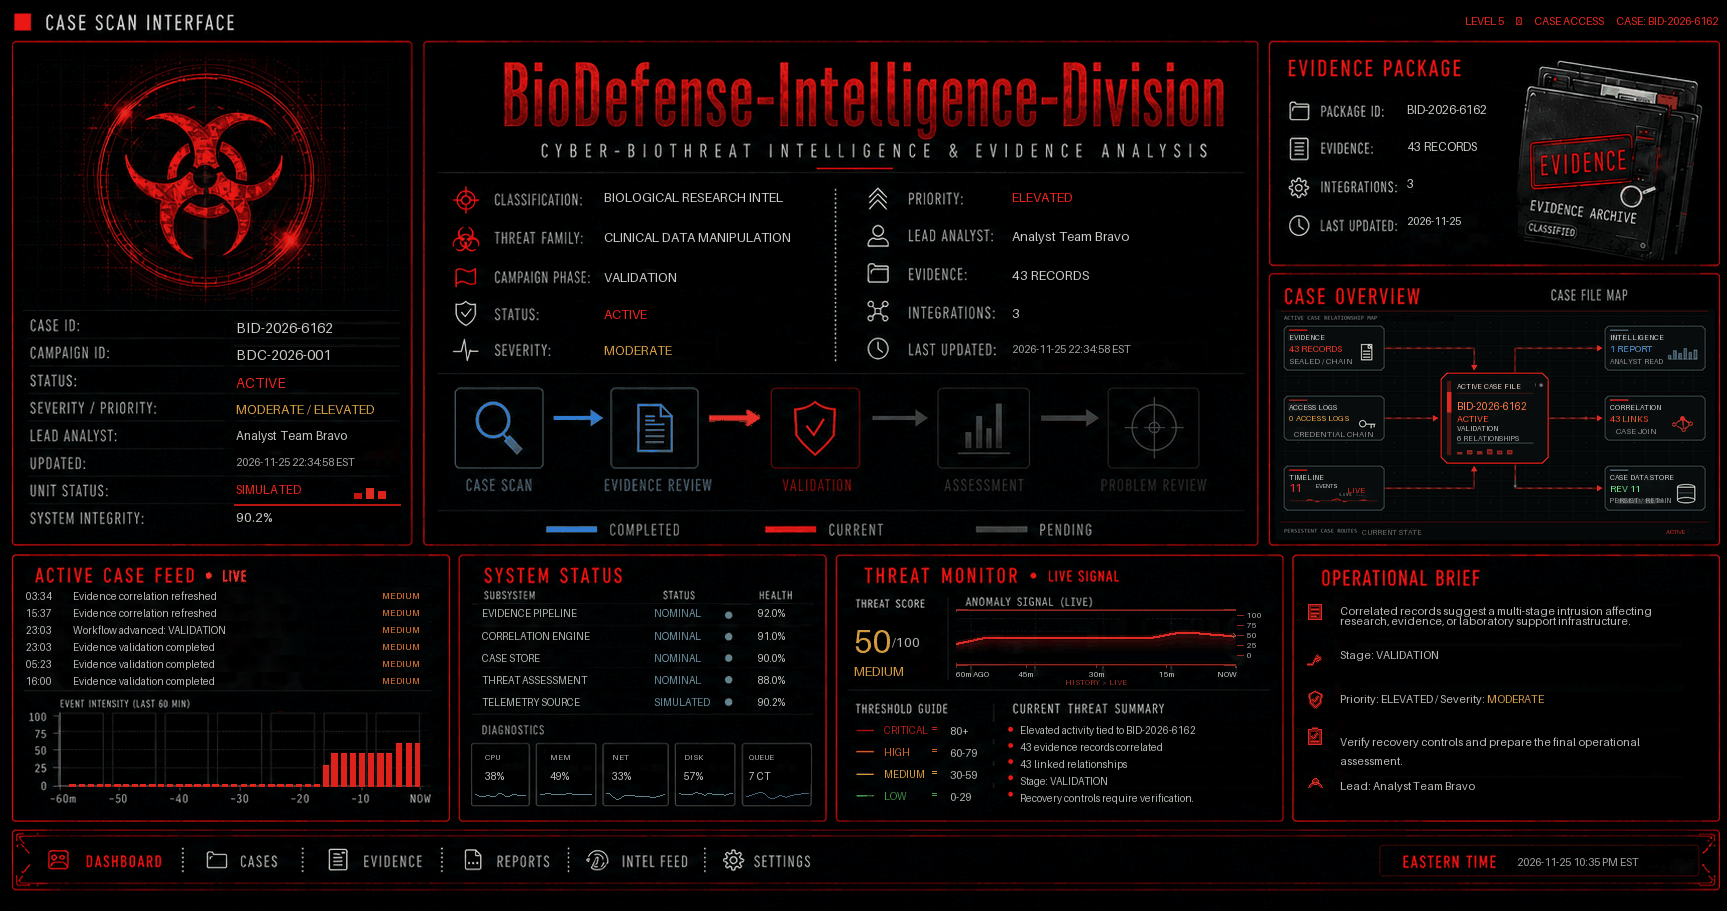 CASE SCAN INTERFACE
LEVEL 5 CASE ACCESS CASE: BID-2026-6162
CASE ID: BID-2026-6162
CAMPAIGN ID: BDC-2026-001
STATUS: ACTIVE
SEVERITY / PRIORITY: MODERATE / ELEVATED
LEAD ANALYST: Analyst Team Bravo
UPDATED: 2026-11-25 22:34:58 EST
UNIT STATUS: SIMULATED
SYSTEM INTEGRITY: 90.2%
BioDefense-Intelligence-Division
CYBER-BIOTHREAT INTELLIGENCE & EVIDENCE ANALYSIS
CLASSIFICATION: BIOLOGICAL RESEARCH INTEL
THREAT FAMILY: CLINICAL DATA MANIPULATION
CAMPAIGN PHASE: VALIDATION
STATUS: ACTIVE
SEVERITY: MODERATE
PRIORITY: ELEVATED
LEAD ANALYST: Analyst Team Bravo
EVIDENCE: 43 RECORDS
INTEGRATIONS: 3
LAST UPDATED: 2026-11-25 22:34:58 EST
CASE SCAN EVIDENCE REVIEW VALIDATION ASSESSMENT PROBLEM REVIEW
COMPLETED CURRENT PENDING
EVIDENCE PACKAGE
PACKAGE ID: BID-2026-6162
EVIDENCE: 43 RECORDS
INTEGRATIONS: 3
LAST UPDATED: 2026-11-25
EVIDENCE
EVIDENCE ARCHIVE
CLASSIFIED
CASE OVERVIEW CASE FILE MAP
ACTIVE CASE RELATIONSHIP MAP
EVIDENCE
43 RECORDS
SEALED / CHAIN
ACCESS LOGS
0 ACCESS LOGS
CREDENTIAL CHAIN
TIMELINE
11 EVENTS LIVE
ACTIVE CASE FILE
BID-2026-6162
ACTIVE
VALIDATION
6 RELATIONSHIPS
INTELLIGENCE
1 REPORT
ANALYST READ
CORRELATION
43 LINKS
CASE JOIN
CASE DATASTORE
REV 11
PERSIST / RETAIN
PERSISTENT CASE ROUTES CURRENT STATE ACTIVE
ACTIVE CASE FEED • LIVE
03:34 Evidence correlation refreshed MEDIUM
15:37 Evidence correlation refreshed MEDIUM
23:03 Workflow advanced: VALIDATION MEDIUM
23:03 Evidence validation completed MEDIUM
05:23 Evidence validation completed MEDIUM
16:00 Evidence validation completed MEDIUM
EVENT INTENSITY (LAST 60 MIN)
100
75
50
25
0
-60m -50 -40 -30 -20 -10 NOW
SYSTEM STATUS
SUBSYSTEM STATUS HEALTH
EVIDENCE PIPELINE NOMINAL 92.0%
CORRELATION ENGINE NOMINAL 91.0%
CASE STORE NOMINAL 90.0%
THREAT ASSESSMENT NOMINAL 88.0%
TELEMETRY SOURCE SIMULATED 90.2%
DIAGNOSTICS
CPU MEM NET DISK QUEUE
38% 49% 33% 57% 7 CT
THREAT MONITOR • LIVE SIGNAL
THREAT SCORE
50/100
MEDIUM
ANOMALY SIGNAL (LIVE)
100
75
50
25
0
60m AGO 45m 30m 15m NOW
HISTORY > LIVE
THRESHOLD GUIDE
CRITICAL = 80+
HIGH = 60-79
MEDIUM = 30-59
LOW = 0-29
CURRENT THREAT SUMMARY
Elevated activity tied to BID-2026-6162
43 evidence records correlated
43 linked relationships
Stage: VALIDATION
Recovery controls require verification.
OPERATIONAL BRIEF
Correlated records suggest a multi-stage intrusion affecting
research, evidence, or laboratory support infrastructure.
Stage: VALIDATION
Priority: ELEVATED / Severity: MODERATE
Verify recovery controls and prepare the final operational
assessment.
Lead: Analyst Team Bravo
DASHBOARD CASES EVIDENCE REPORTS INTEL FEED SETTINGS
EASTERN TIME 2026-11-25 10:35 PM EST